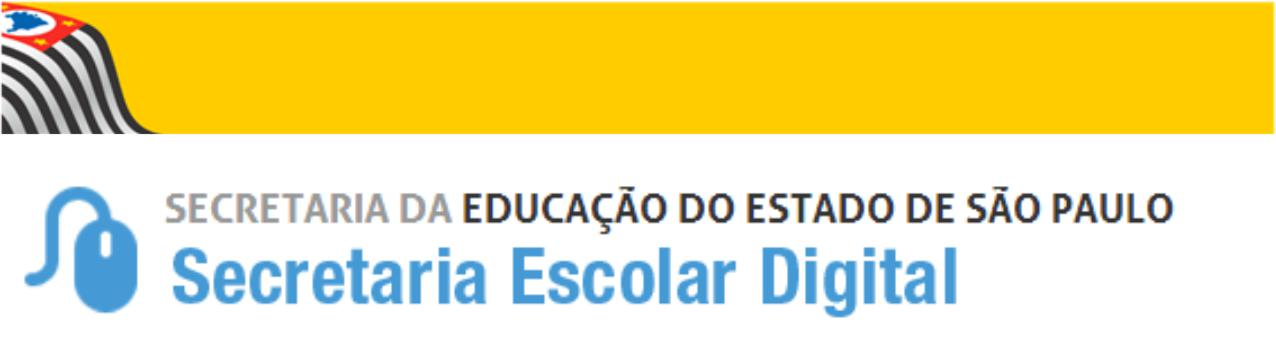 SECRETARIA DA EDUCAÇÃO DO ESTADO DE SÃO PAULO
Secretaria Escolar Digital